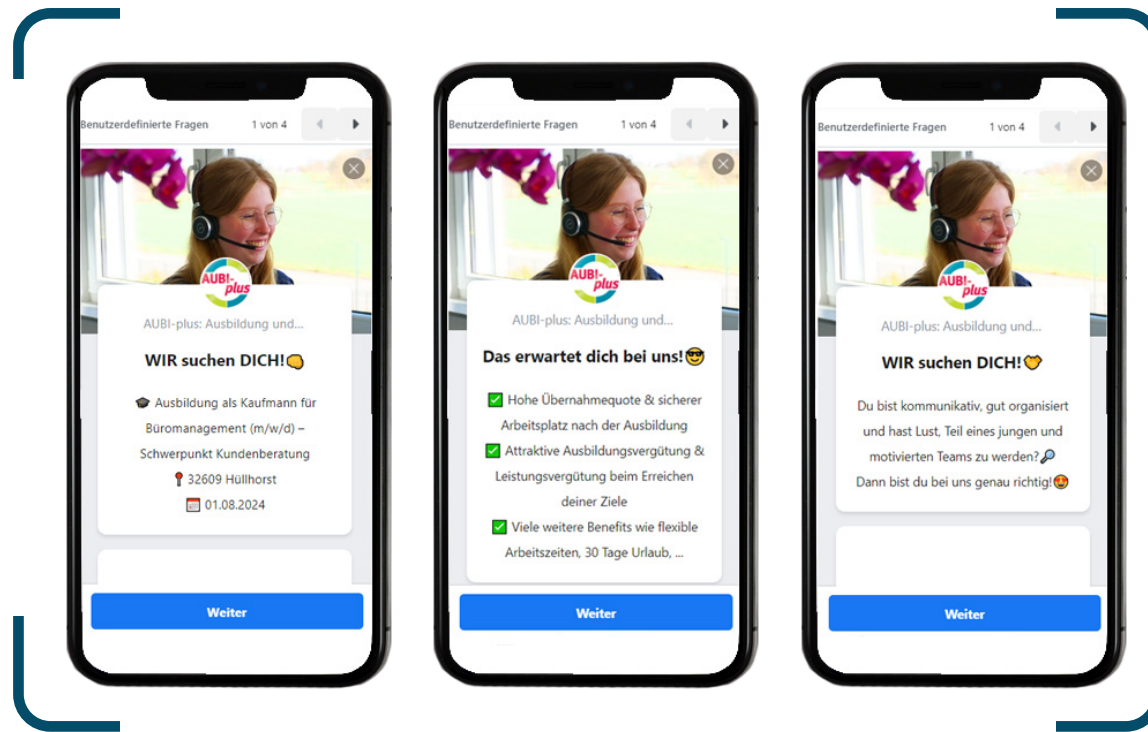 Benutzerdefinierte Fragen 1 von 4
AUBI-plus
AUBI-plus: Ausbildung und...
WIR suchen DICH!👊
🎓 Ausbildung als Kaufmann für
Büromanagement (m/w/d) –
Schwerpunkt Kundenberatung
📍 32609 Hüllhorst
📅 01.08.2024
Weiter
Benutzerdefinierte Fragen 1 von 4
AUBI-plus
AUBI-plus: Ausbildung und...
Das erwartet dich bei uns!😎
✅ Hohe Übernahmequote & sicherer
Arbeitsplatz nach der Ausbildung
✅ Attraktive Ausbildungsvergütung &
Leistungsvergütung beim Erreichen
deiner Ziele
✅ Viele weitere Benefits wie flexible
Arbeitszeiten, 30 Tage Urlaub, ...
Weiter
Benutzerdefinierte Fragen 1 von 4
AUBI-plus
AUBI-plus: Ausbildung und...
WIR suchen DICH!🤝
Du bist kommunikativ, gut organisiert
und hast Lust, Teil eines jungen und
motivierten Teams zu werden?🔎
Dann bist du bei uns genau richtig!😍
Weiter